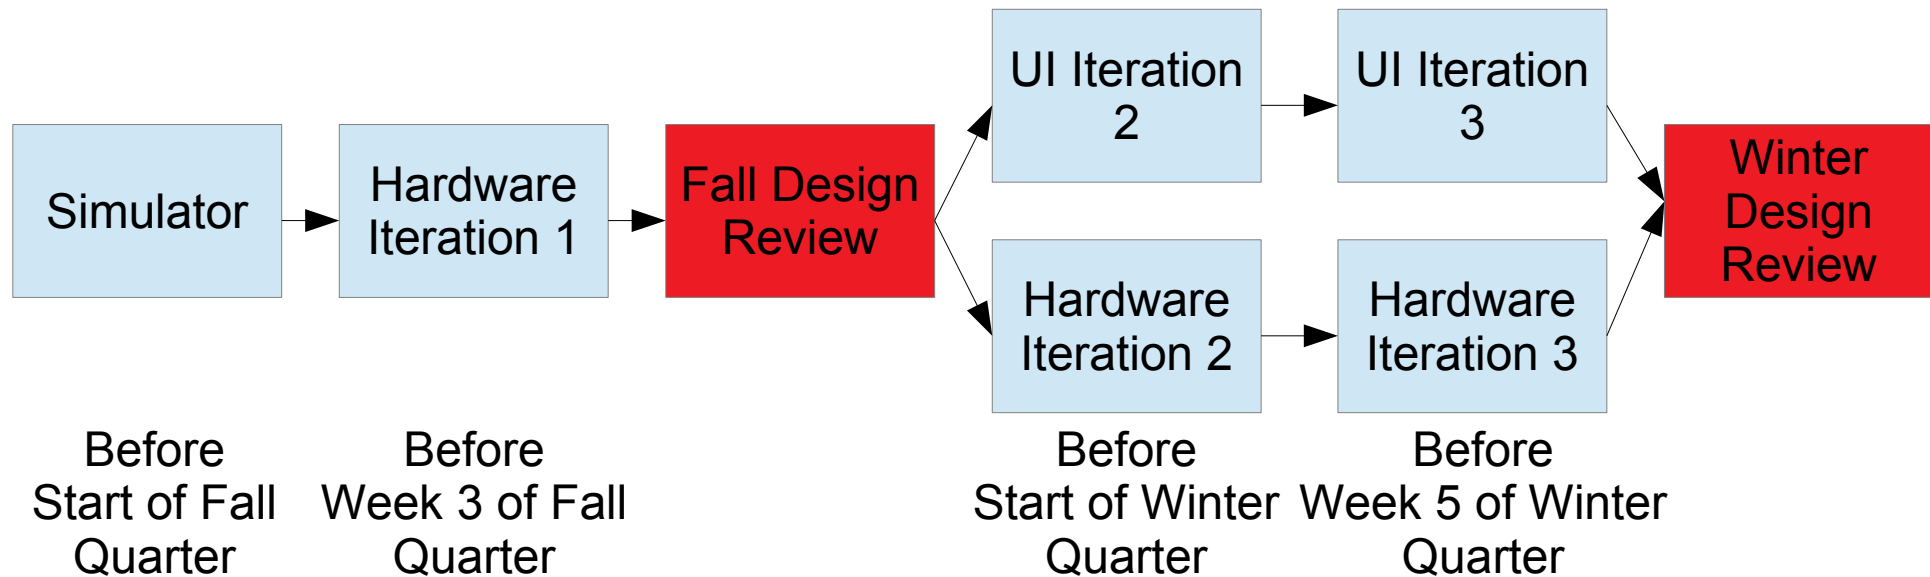 Simulator
Hardware
Iteration 1
Fall Design
Review
UI Iteration
2
UI Iteration
3
Hardware
Iteration 2
Hardware
Iteration 3
Winter
Design
Review
Before
Start of Fall
Quarter
Before
Week 3 of Fall
Quarter
Before
Start of Winter
Quarter
Before
Week 5 of Winter
Quarter